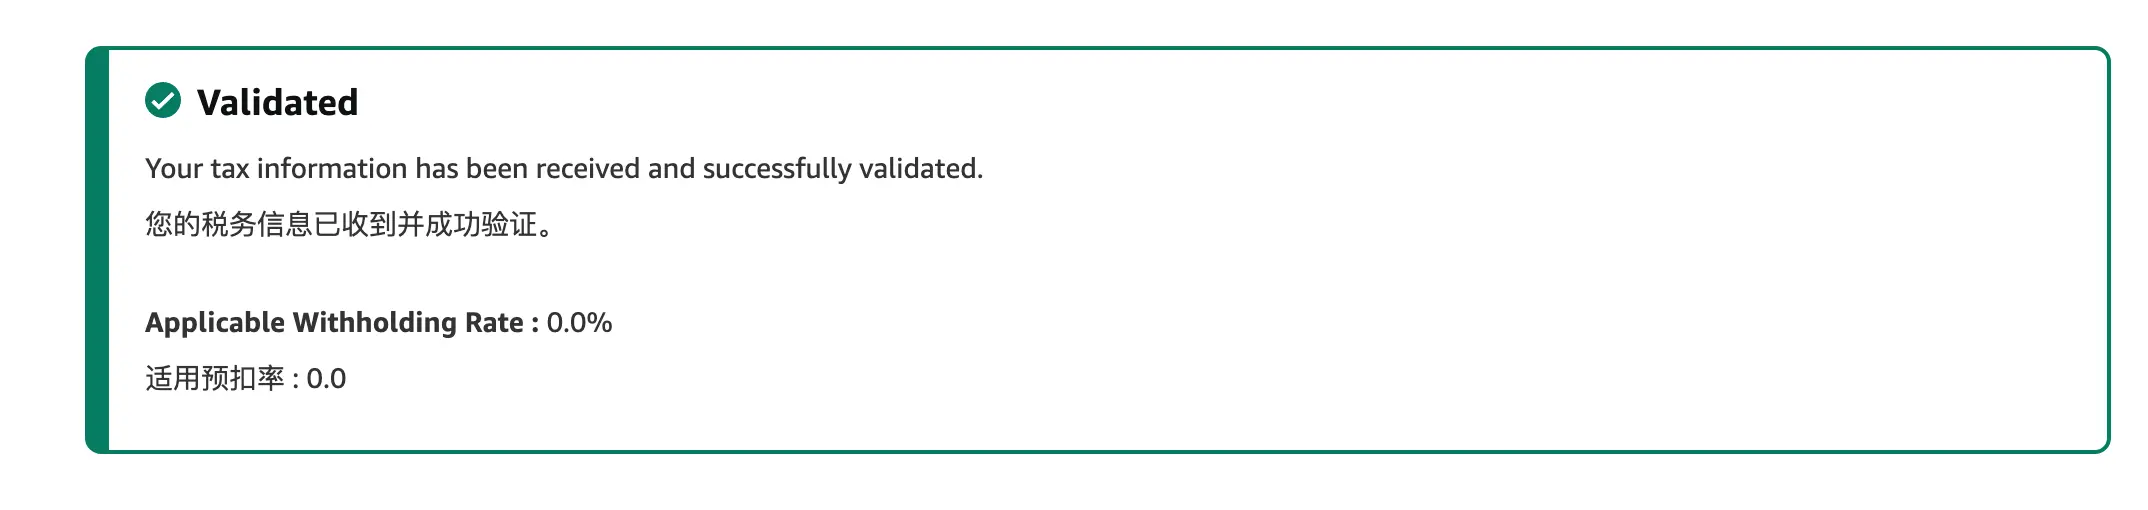 Validated
Your tax information has been received and successfully validated.
您的税务信息已收到并成功验证。
Applicable Withholding Rate : 0.0%
适用预扣率 : 0.0